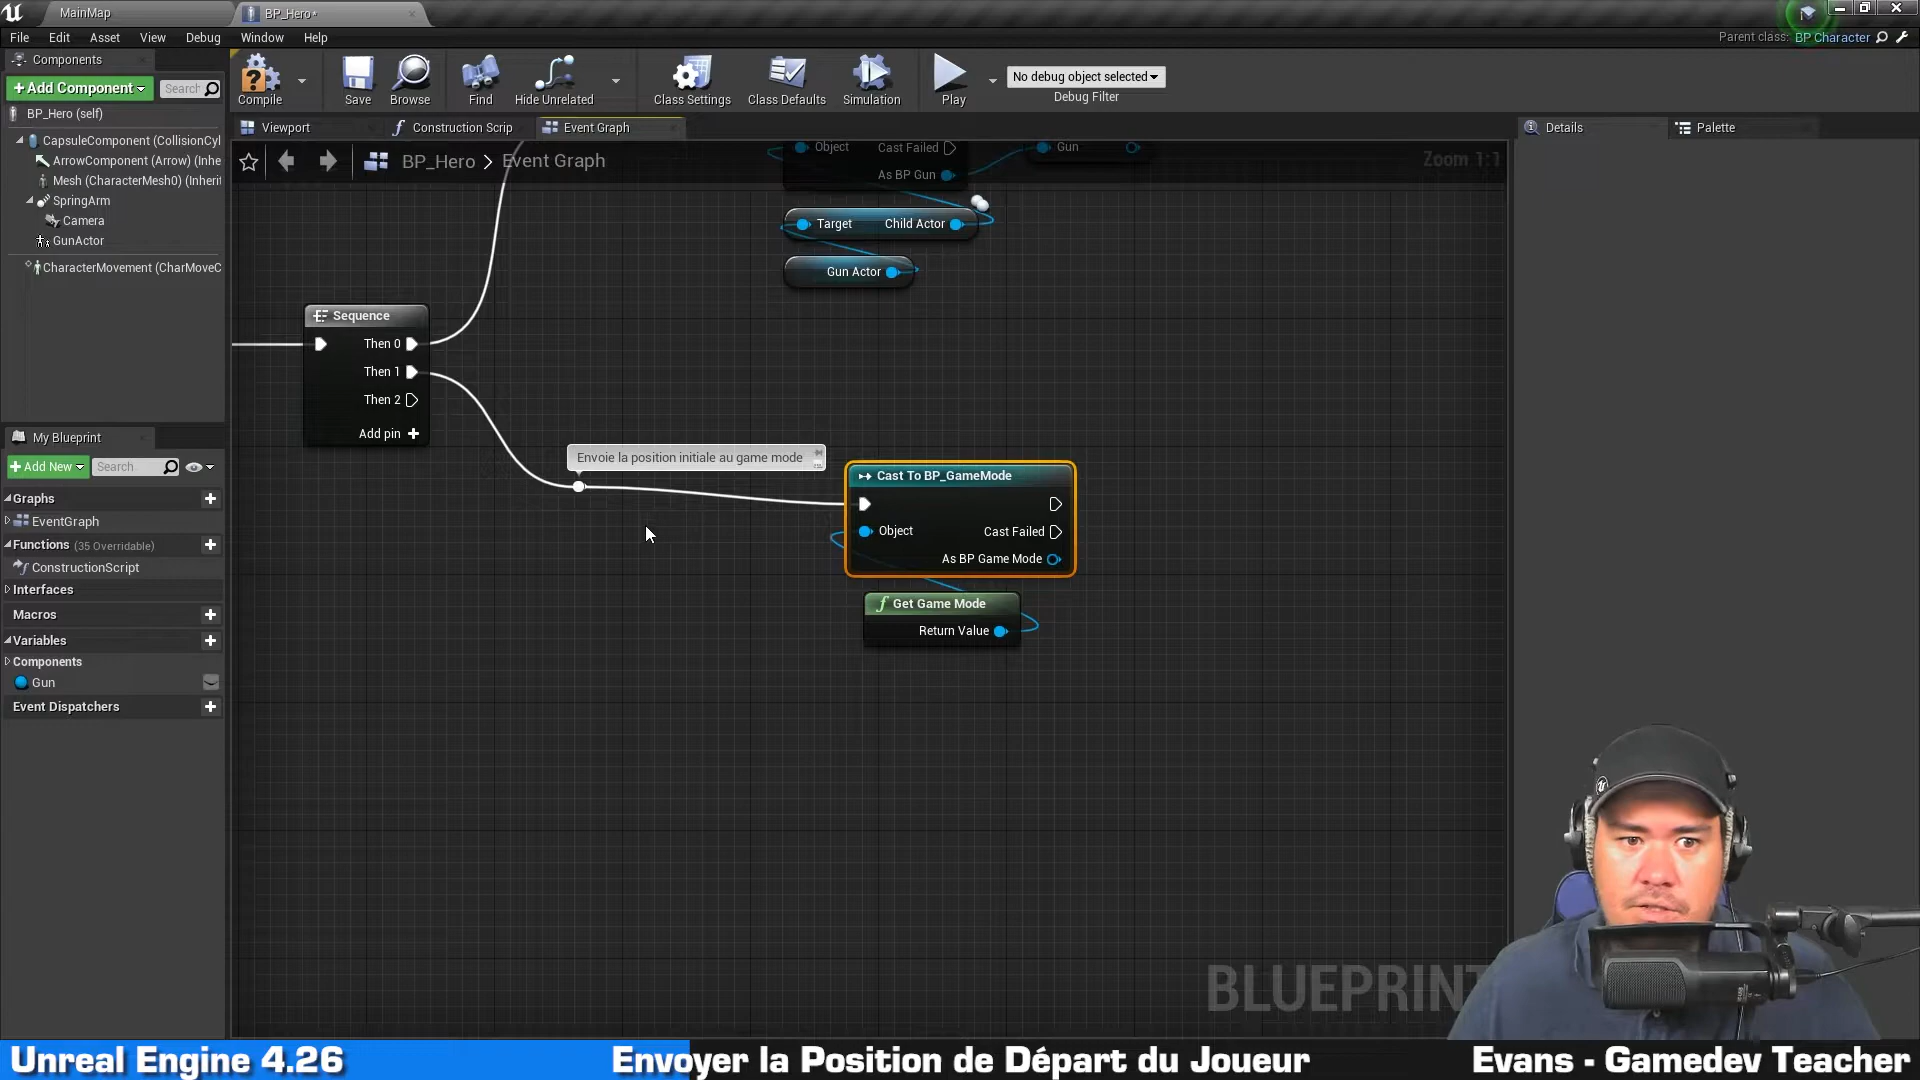 MainMap
BP_Hero*
File Edit Asset View Debug Window Help
Parent class: BP Character
Components
+Add Component
Search
BP_Hero (self)
CapsuleComponent (CollisionCyl
ArrowComponent (Arrow) (Inhe
Mesh (CharacterMesh0) (Inherit
SpringArm
Camera
GunActor
CharacterMovement (CharMoveC
My Blueprint
+Add New
Search
Graphs
EventGraph
Functions (35 Overridable)
ConstructionScript
Interfaces
Macros
Variables
Components
Gun
Event Dispatchers
Compile
Save
Browse
Find
Hide Unrelated
Class Settings
Class Defaults
Simulation
Play
No debug object selected
Debug Filter
Viewport
Construction Scrip
Event Graph
BP_Hero > Event Graph
Zoom 1:1
Object Cast Failed
As BP Gun
Gun
Target Child Actor
Gun Actor
Sequence
Then 0
Then 1
Then 2
Add pin +
Envoie la position initiale au game mode
Cast To BP_GameMode
Object Cast Failed
As BP Game Mode
f Get Game Mode
Return Value
Details
Palette
BLUEPRINT
Unreal Engine 4.26
Envoyer la Position de Départ du Joueur
Evans - Gamedev Teacher